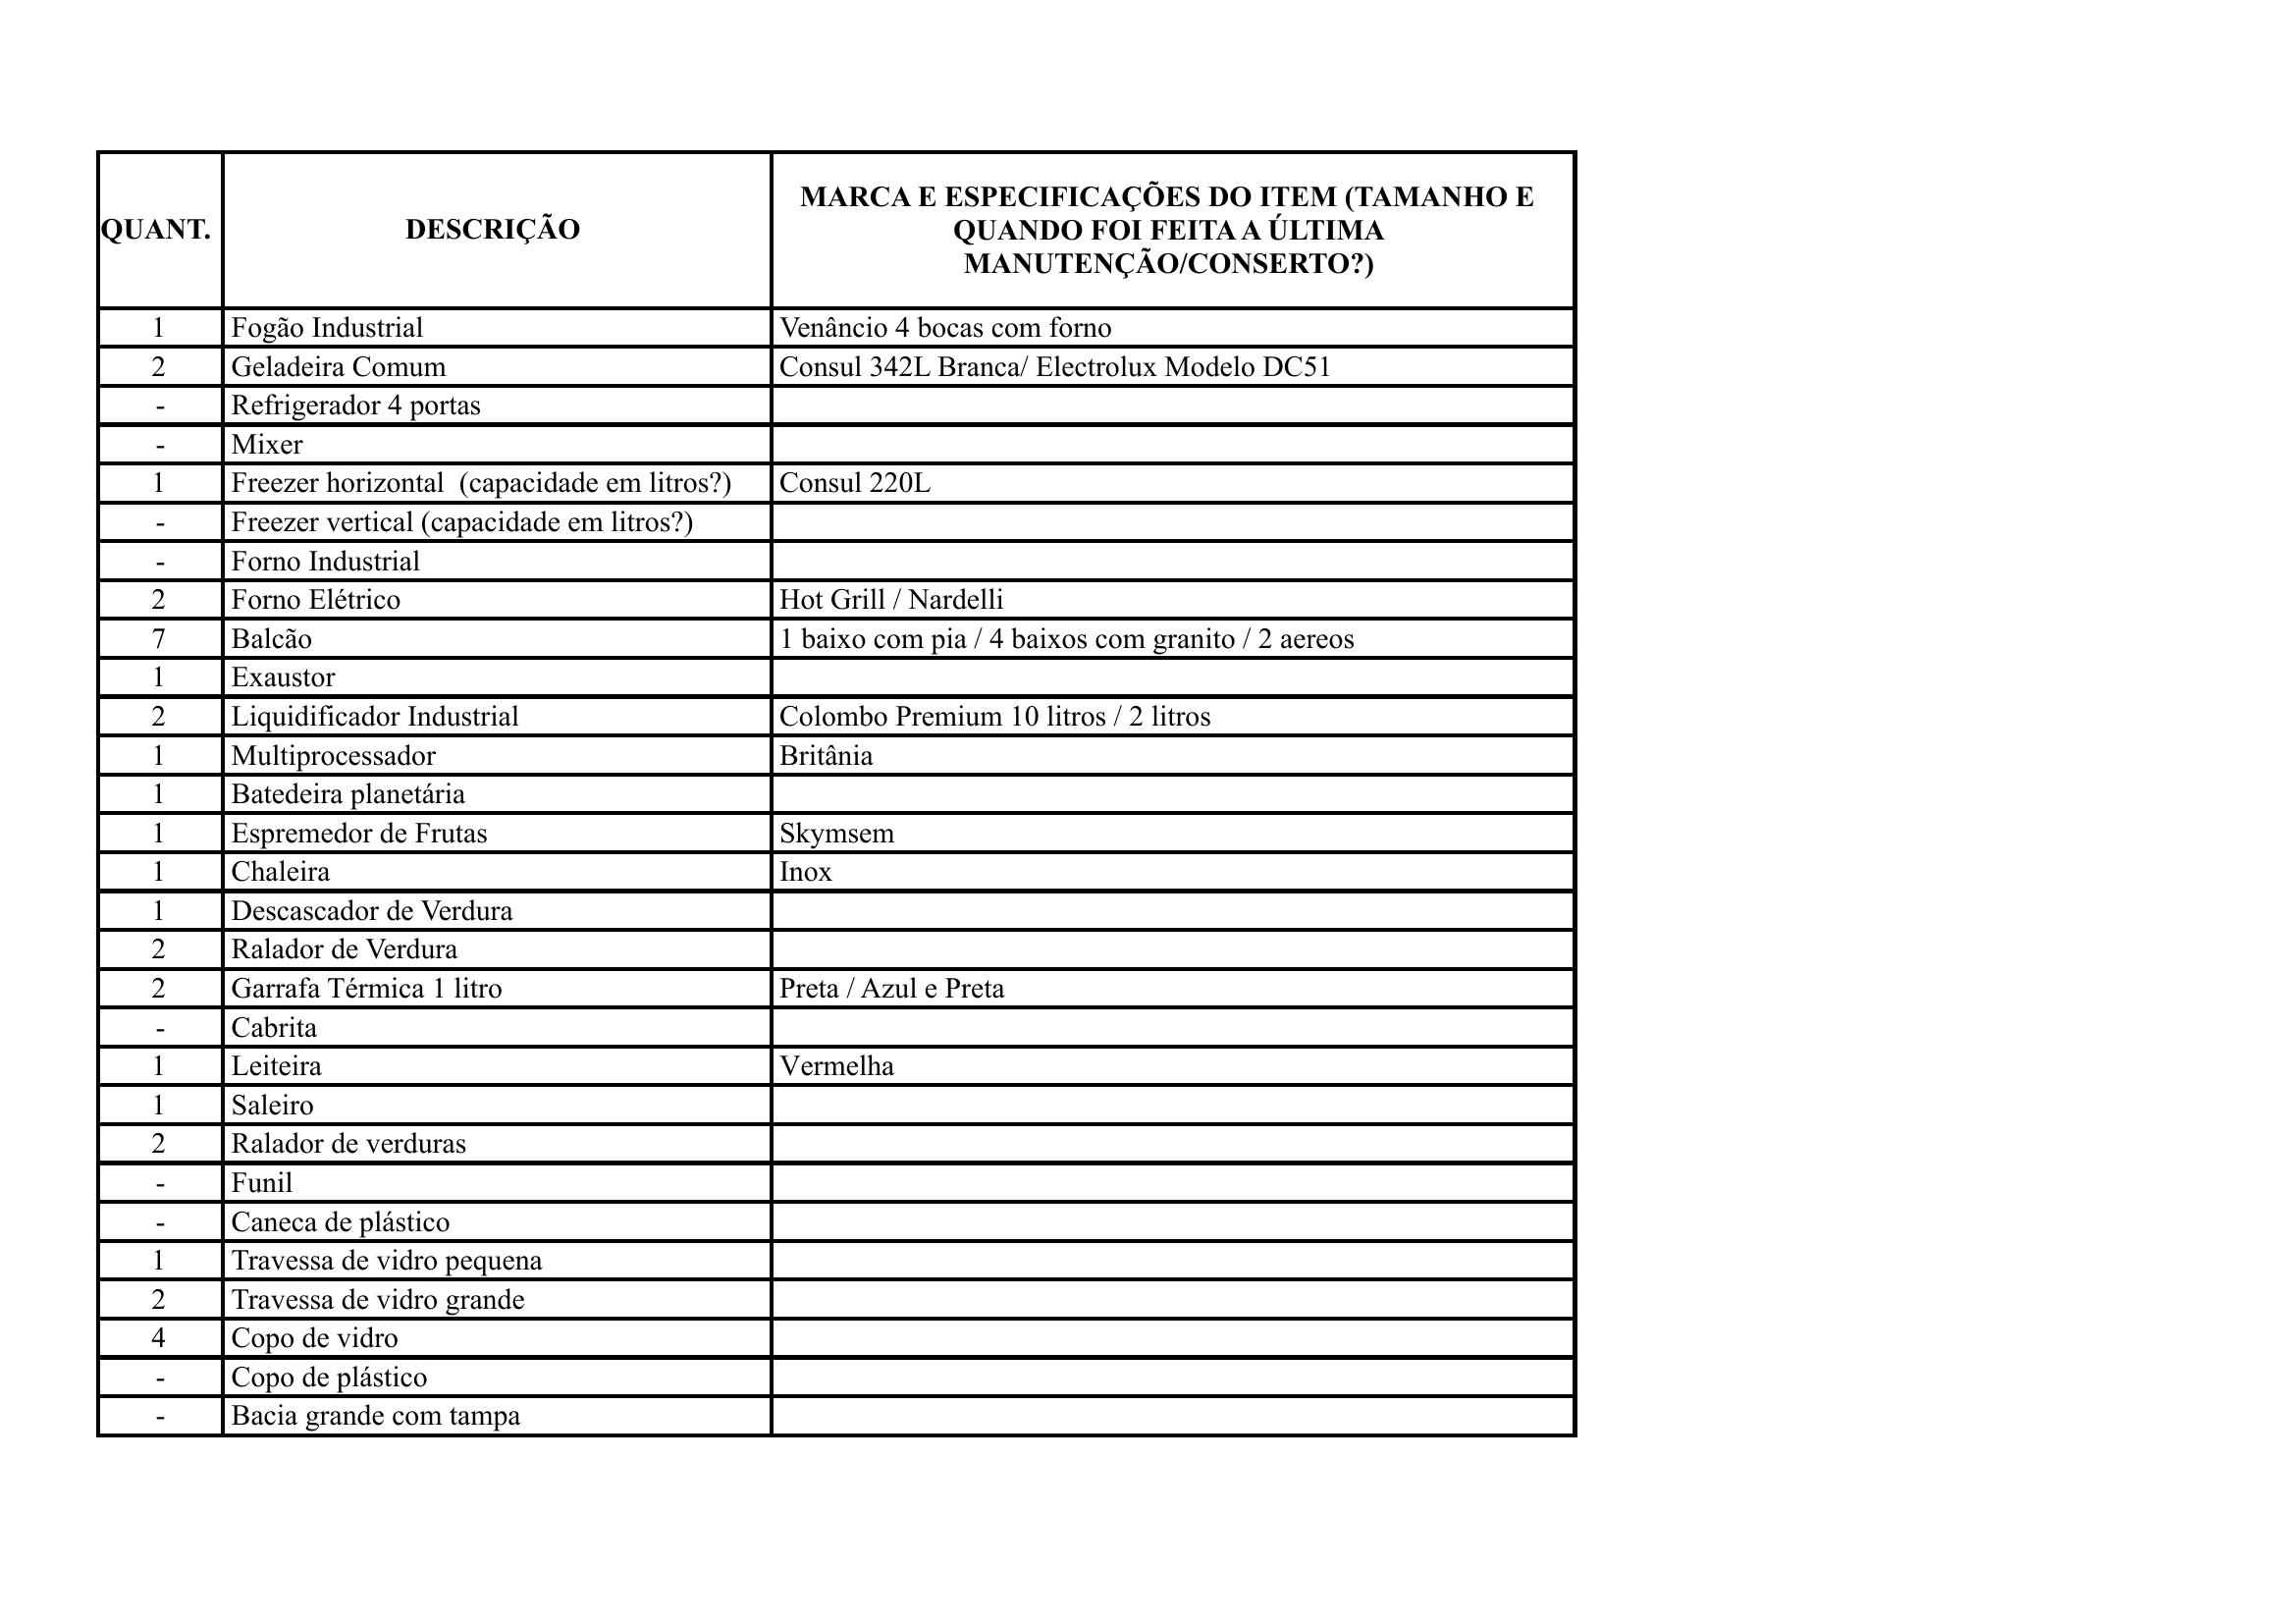 QUANT. DESCRIÇÃO MARCA E ESPECIFICAÇÕES DO ITEM (TAMANHO E
QUANDO FOI FEITA A ÚLTIMA
MANUTENÇÃO/CONSERTO?)
1 Fogão Industrial Venâncio 4 bocas com forno
2 Geladeira Comum Consul 342L Branca/ Electrolux Modelo DC51
- Refrigerador 4 portas
- Mixer
1 Freezer horizontal (capacidade em litros?) Consul 220L
- Freezer vertical (capacidade em litros?)
- Forno Industrial
2 Forno Elétrico Hot Grill / Nardelli
7 Balcão 1 baixo com pia / 4 baixos com granito / 2 aereos
1 Exaustor
2 Liquidificador Industrial Colombo Premium 10 litros / 2 litros
1 Multiprocessador Britânia
1 Batedeira planetária
1 Espremedor de Frutas Skymsem
1 Chaleira Inox
1 Descascador de Verdura
2 Ralador de Verdura
2 Garrafa Térmica 1 litro Preta / Azul e Preta
- Cabrita
1 Leiteira Vermelha
1 Saleiro
2 Ralador de verduras
- Funil
- Caneca de plástico
1 Travessa de vidro pequena
2 Travessa de vidro grande
4 Copo de vidro
- Copo de plástico
- Bacia grande com tampa